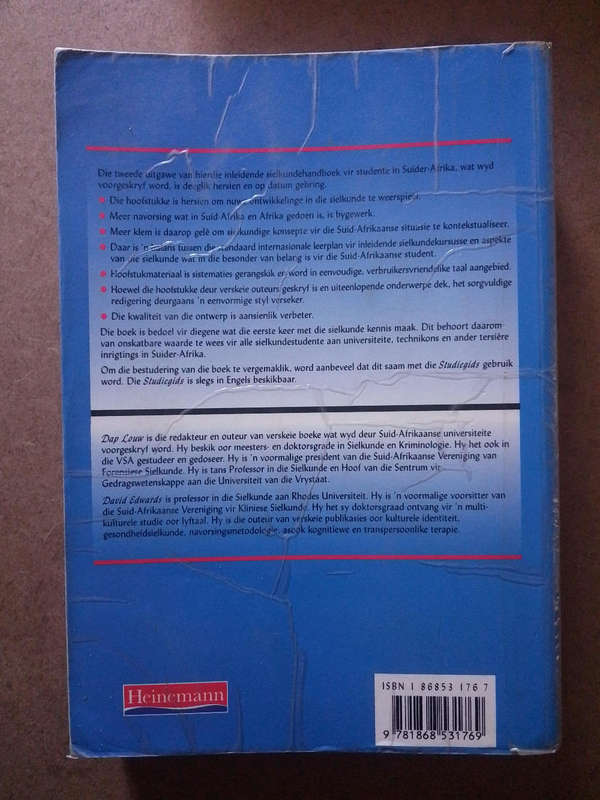 Die tweede uitgawe van hierdie inleidende sielkundehandboek vir studente in Suider-Afrika, wat wyd
voorgeskryf word, is deeglik hersien en op datum gebring.
Die hoofstukke is hersien om nuwe ontwikkelinge in die sielkunde te weerspieël.
Meer navorsing wat in Suid-Afrika en Afrika gedoen is, is bygewerk.
Meer klem is daarop gelê om sielkundige konsepte vir die Suid-Afrikaanse situasie te kontekstualiseer.
Daar is 'n balans tussen die standaard internasionale leerplan vir inleidende sielkundekursusse en aspekte
van die sielkunde wat in die besonder van belang is vir die Suid-Afrikaanse student.
Hoofstukmateriaal is sistematies gerangskik en word in eenvoudige, verbruikersvriendelike taal aangebied.
Hoewel die hoofstukke deur verskeie outeurs geskryf is en uiteenlopende onderwerpe dek, het sorgvuldige
redigering deurgaans 'n eenvormige styl verseker.
Die kwaliteit van die ontwerp is aansienlik verbeter.
Die boek is bedoel vir diegene wat die eerste keer met die sielkunde kennis maak. Dit behoort daarom
van onskatbare waarde te wees vir alle sielkundestudente aan universiteite, technikons en ander tersiêre
inrigtings in Suider-Afrika.
Om die bestudering van die boek te vergemaklik, word aanbeveel dat dit saam met die Studiegids gebruik
word. Die Studiegids is slegs in Engels beskikbaar.
Dap Louw is die redakteur en outeur van verskeie boeke wat wyd deur Suid-Afrikaanse universiteite
voorgeskryf word. Hy beskik oor meesters- en doktorsgrade in Sielkunde en Kriminologie. Hy het ook in
die VSA gestudeer en gedoseer. Hy is 'n voormalige president van die Suid-Afrikaanse Vereniging van
Forensiese Sielkunde. Hy is tans Professor in die Sielkunde en Hoof van die Sentrum vir
Gedragswetenskappe aan die Universiteit van die Vrystaat.
David Edwards is professor in die Sielkunde aan Rhodes Universiteit. Hy is 'n voormalige voorsitter van
die Suid-Afrikaanse Vereniging vir Kliniese Sielkunde. Hy het sy doktorsgraad ontvang vir 'n multi-
kulturele studie oor lyftaal. Hy is die outeur van verskeie publikasies oor kulturele identiteit,
gesondheidsielkunde, navorsingsmetodologie, asook kognitiewe en transpersoonlike terapie.
Heinemann
ISBN 1 86853 176 7
9 781868 531769